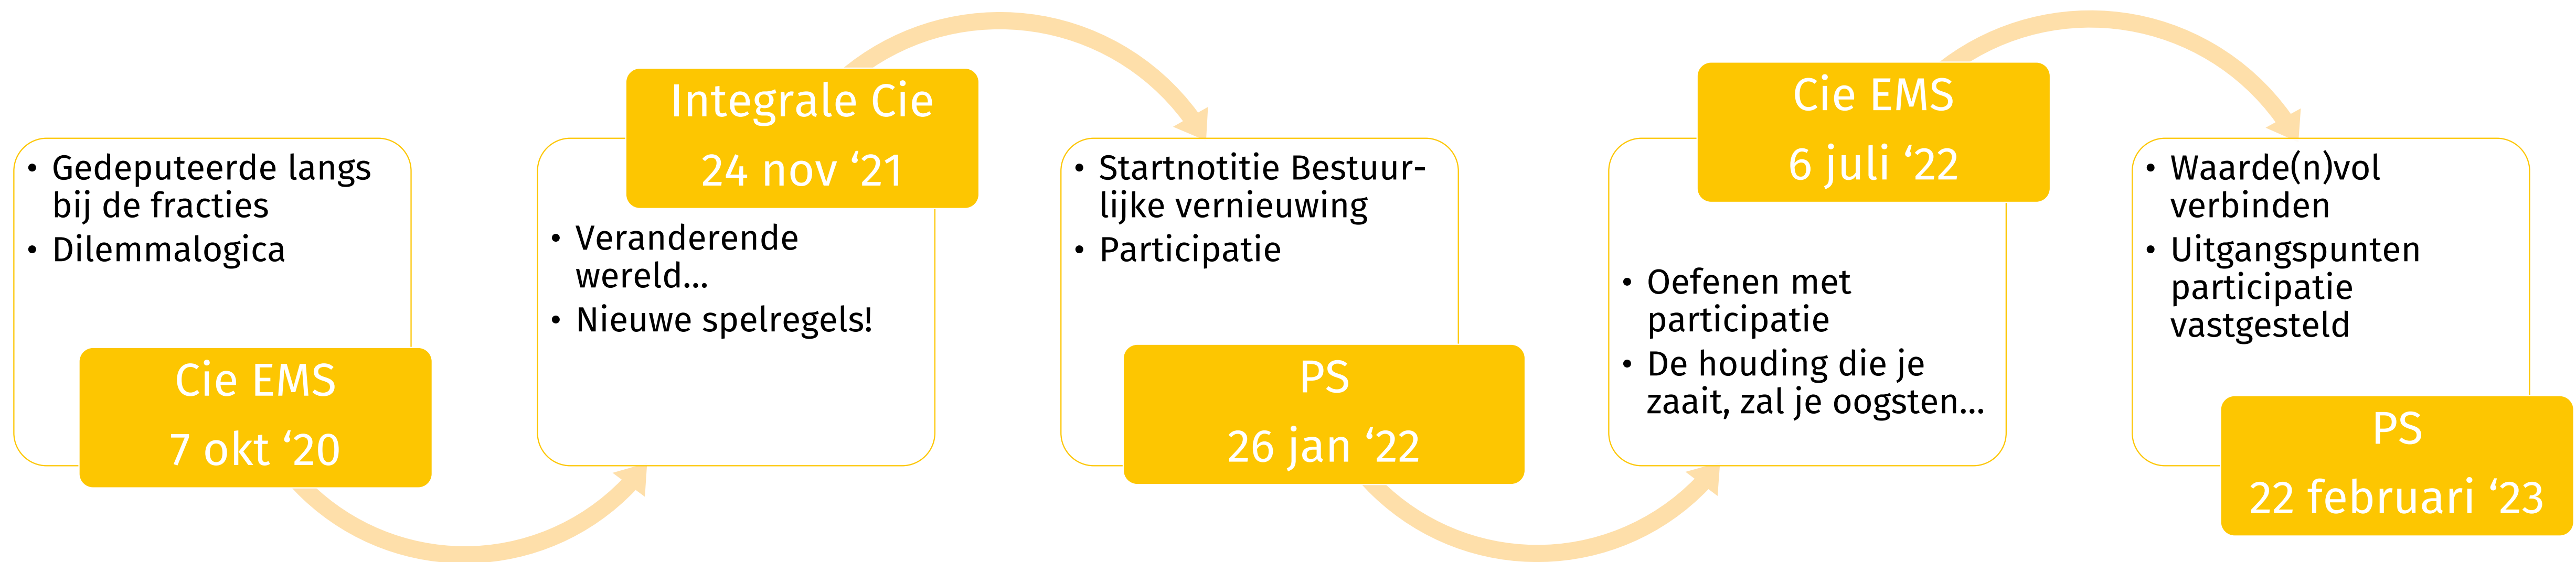 • Gedeputeerde langs
bij de fracties
• Dilemmalogica
Cie EMS
7 okt ‘20
Integrale Cie
24 nov ‘21
• Veranderende
wereld...
• Nieuwe spelregels!
• Startnotitie Bestuur-
lijke vernieuwing
• Participatie
PS
26 jan ‘22
Cie EMS
6 juli ‘22
• Oefenen met
participatie
• De houding die je
zaait, zal je oogsten...
• Waarde(n)vol
verbinden
• Uitgangspunten
participatie
vastgesteld
PS
22 februari ‘23